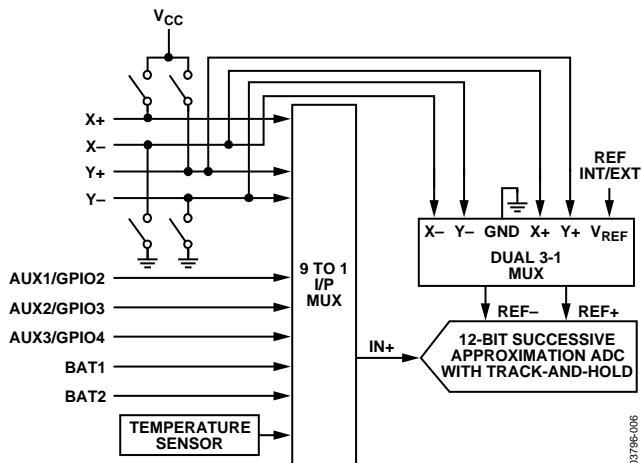 VCC
X+
X–
Y+
Y–
REF
INT/EXT
X– Y– GND X+ Y+ VREF
DUAL 3-1
MUX
REF– REF+
9 TO 1
I/P
MUX
IN+
12-BIT SUCCESSIVE
APPROXIMATION ADC
WITH TRACK-AND-HOLD
AUX1/GPIO2
AUX2/GPIO3
AUX3/GPIO4
BAT1
BAT2
TEMPERATURE
SENSOR
03796-006